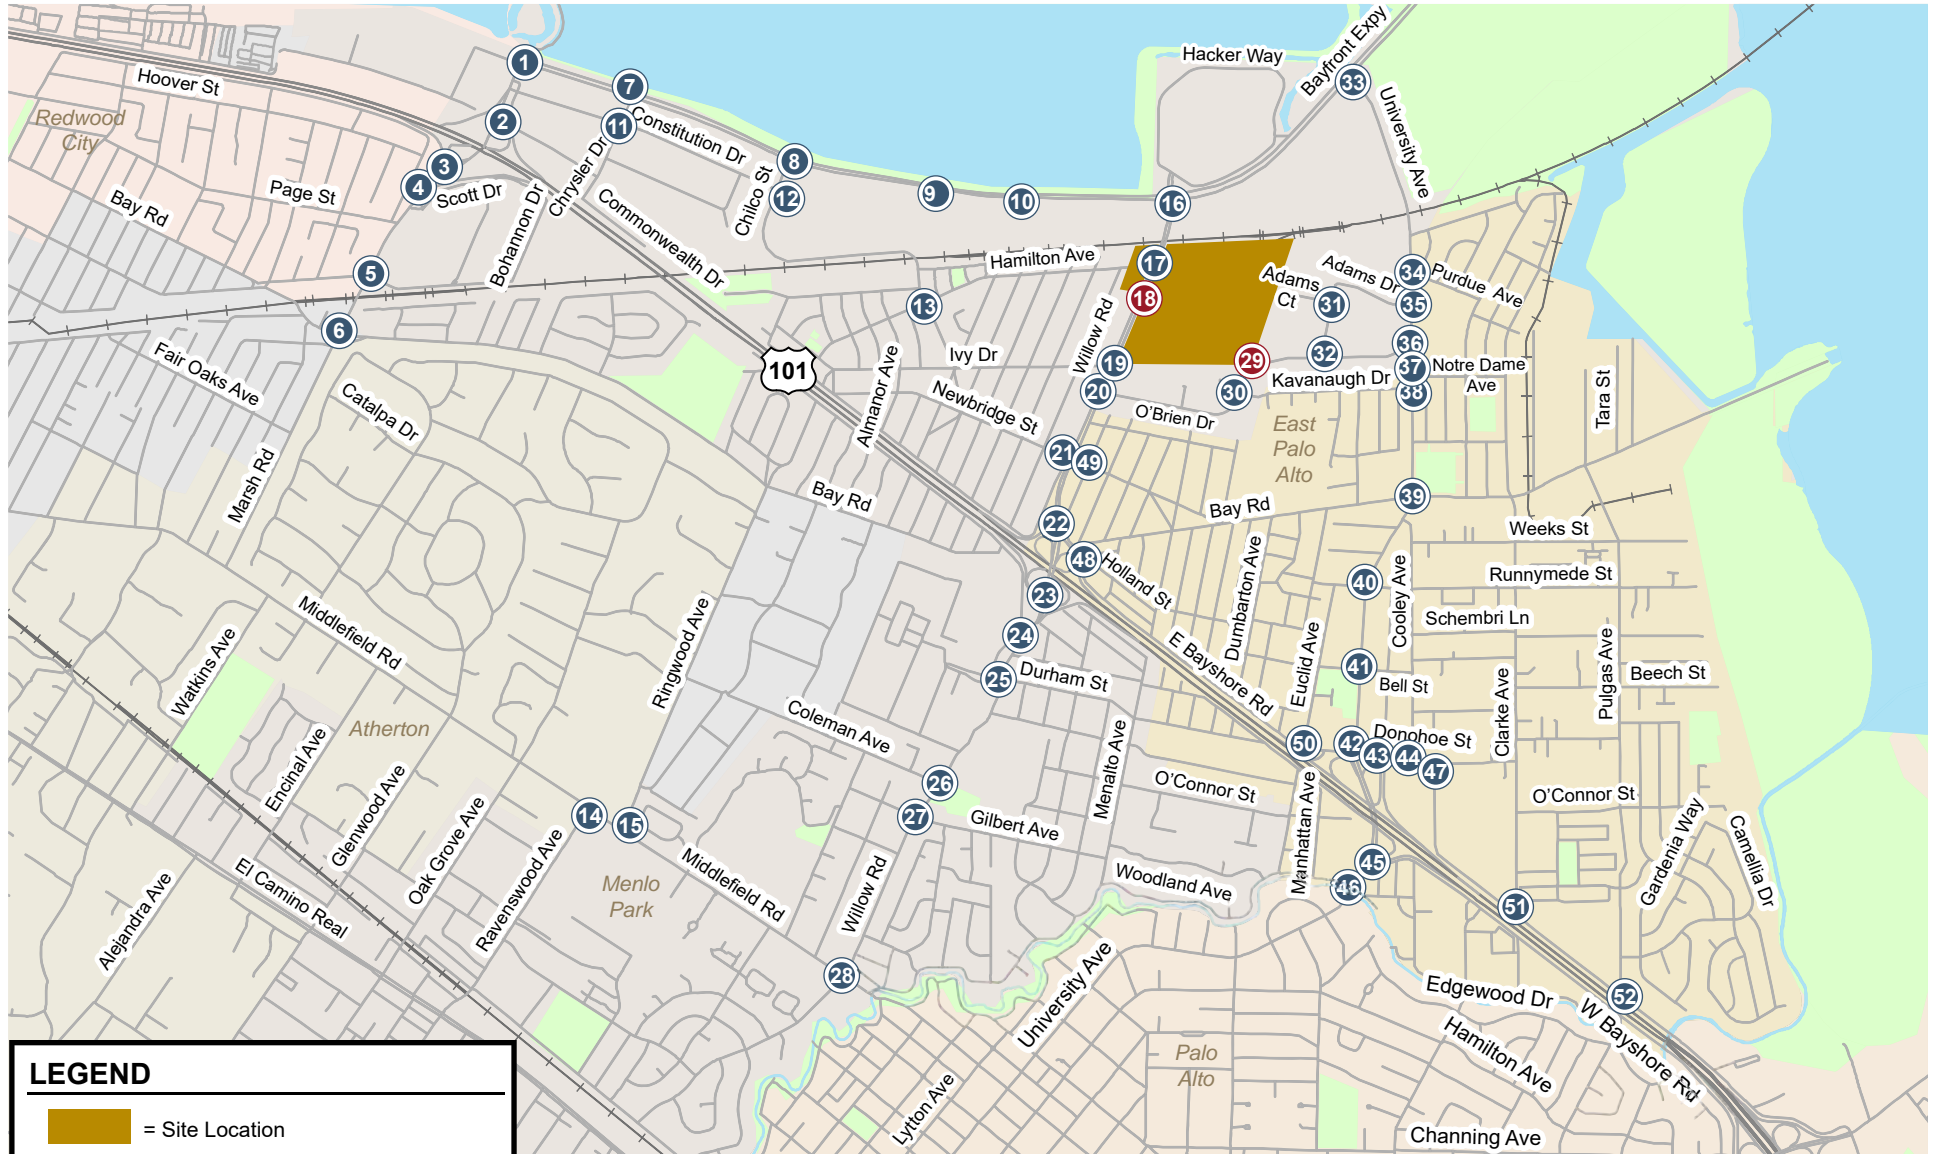 Hoover St
Redwood
City
Page St
Bay Rd
Scott Dr
Bohannon Dr
Chrysler Dr
Constitution Dr
Commonwealth Dr
Chilco St
Hacker Way
Bayfront Expy
University Ave
Hamilton Ave
Willow Rd
Adams
Ct
Adams Dr
Purdue Ave
Ivy Dr
Almanor Ave
Newbridge St
O'Brien Dr
Kavanaugh Dr
Notre Dame
Ave
Tara St
East
Palo
Alto
101
Fair Oaks Ave
Catalpa Dr
Marsh Rd
Bay Rd
Bay Rd
Weeks St
Runnymede St
Schembri Ln
Cooley Ave
Holland St
Dumbarton Ave
Euclid Ave
E Bayshore Rd
Bell St
Donohoe St
Clarke Ave
Pulgas Ave
Beech St
Middlefield Rd
Watkins Ave
Ringwood Ave
Atherton
Encinal Ave
Glenwood Ave
Oak Grove Ave
Ravenswood Ave
El Camino Real
Alejandra Ave
Coleman Ave
Durham St
Menalto Ave
O'Connor St
Manhattan Ave
O'Connor St
Gardenia Way
Camellia Dr
Gilbert Ave
Willow Rd
Middlefield Rd
Menlo
Park
Woodland Ave
University Ave
Lytton Ave
Palo
Alto
Edgewood Dr
Hamilton Ave
W Bayshore Rd
Channing Ave
1
2
3
4
5
6
7
8
9
10
11
12
13
14
15
16
17
18
19
20
21
22
23
24
25
26
27
28
29
30
31
32
33
34
35
36
37
38
39
40
41
42
43
44
45
46
47
48
49
50
51
52
LEGEND
= Site Location